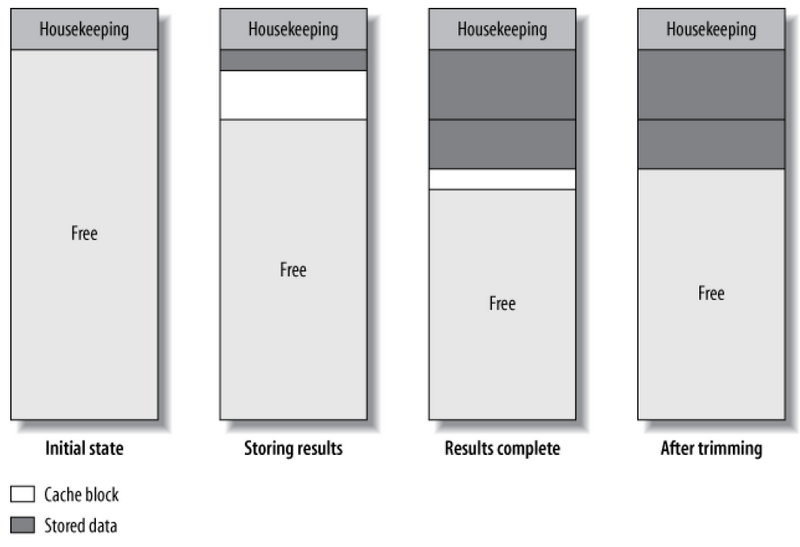 Housekeeping
Housekeeping
Housekeeping
Housekeeping
Free
Free
Free
Free
Initial state
Storing results
Results complete
After trimming
Cache block
Stored data